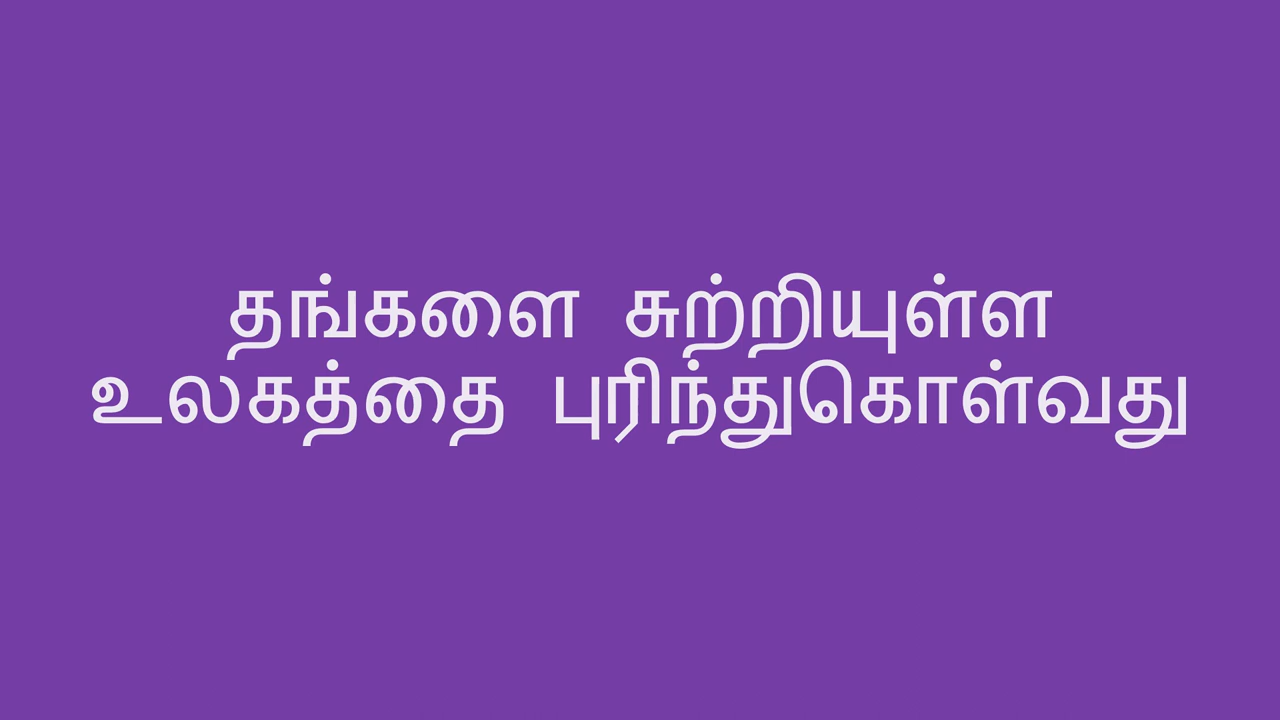 தங்களை சுற்றியுள்ள
உலகத்தை புரிந்துகொள்வது